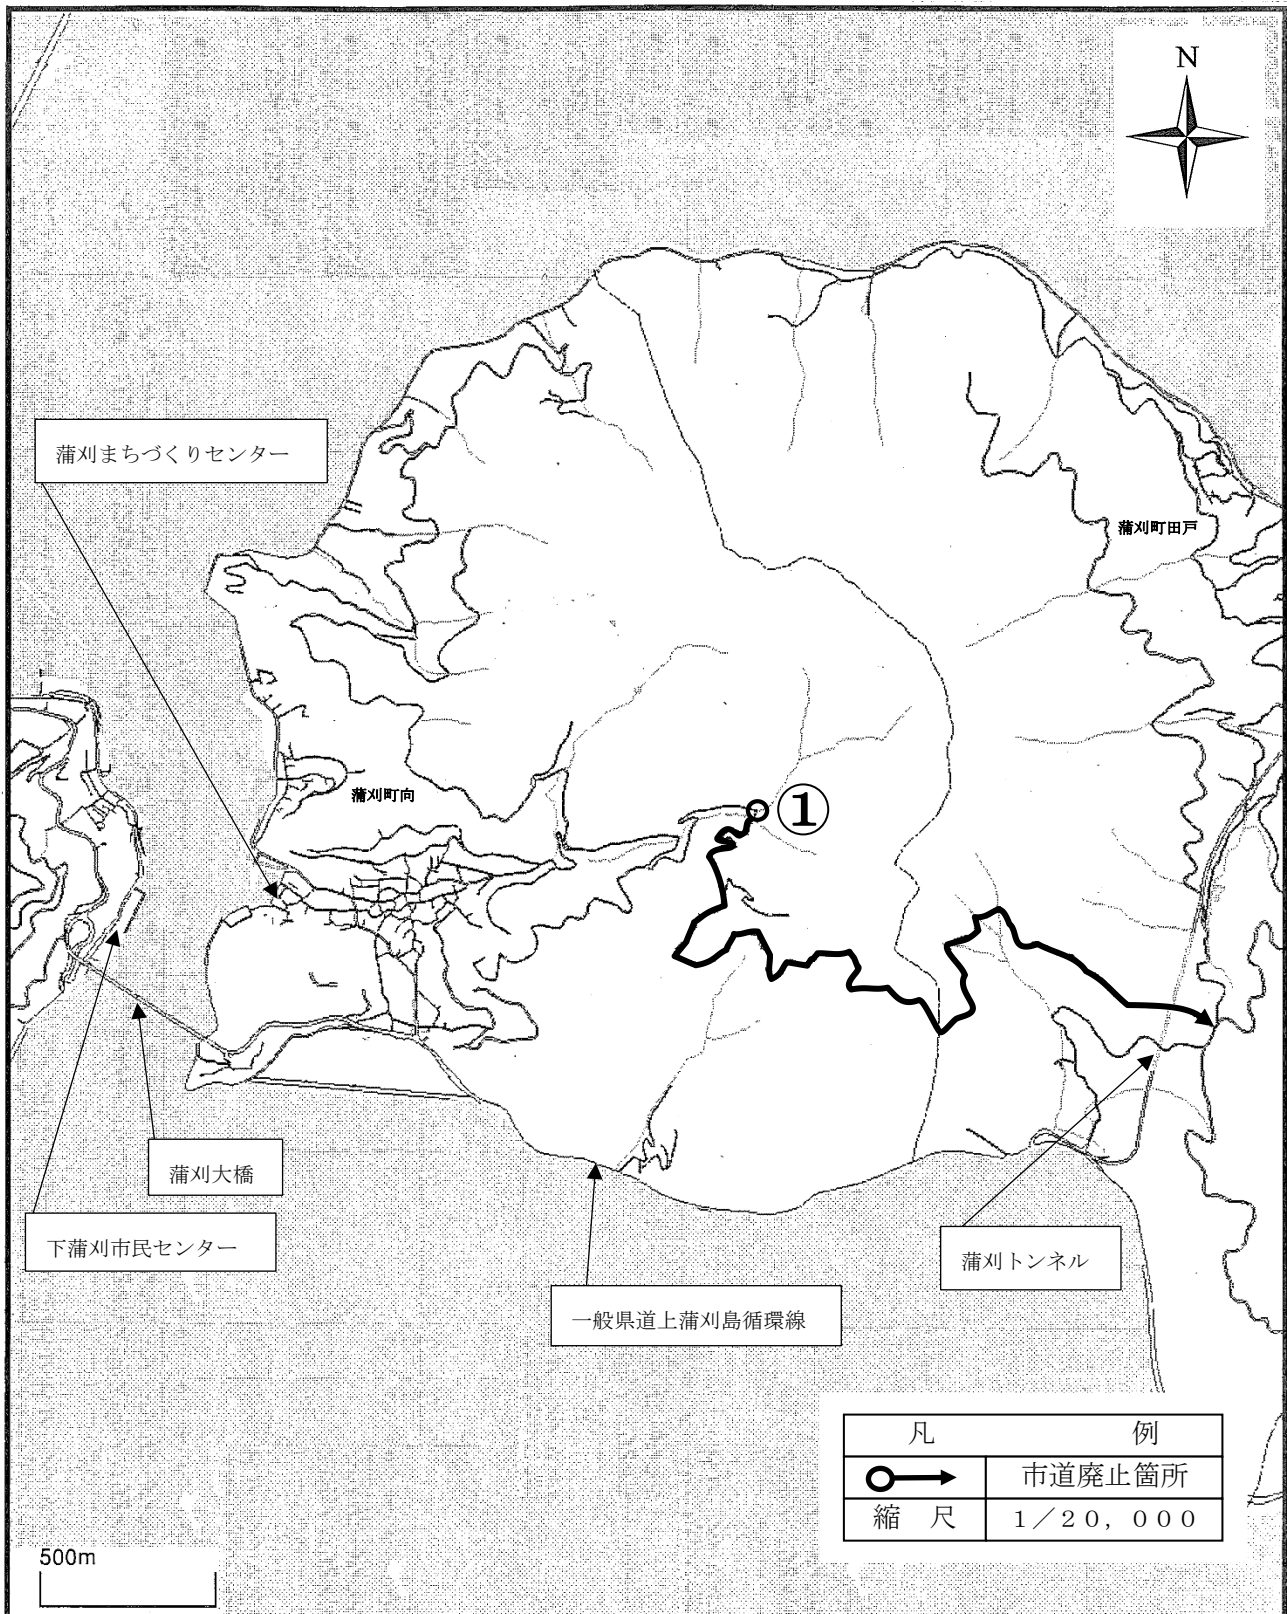 N
蒲刈まちづくりセンター
蒲刈町田戸
蒲刈町向
①
蒲刈大橋
下蒲刈市民センター
蒲刈トンネル
一般県道上蒲刈島循環線
凡 例
市道廃止箇所
縮 尺 1/20,000
500m